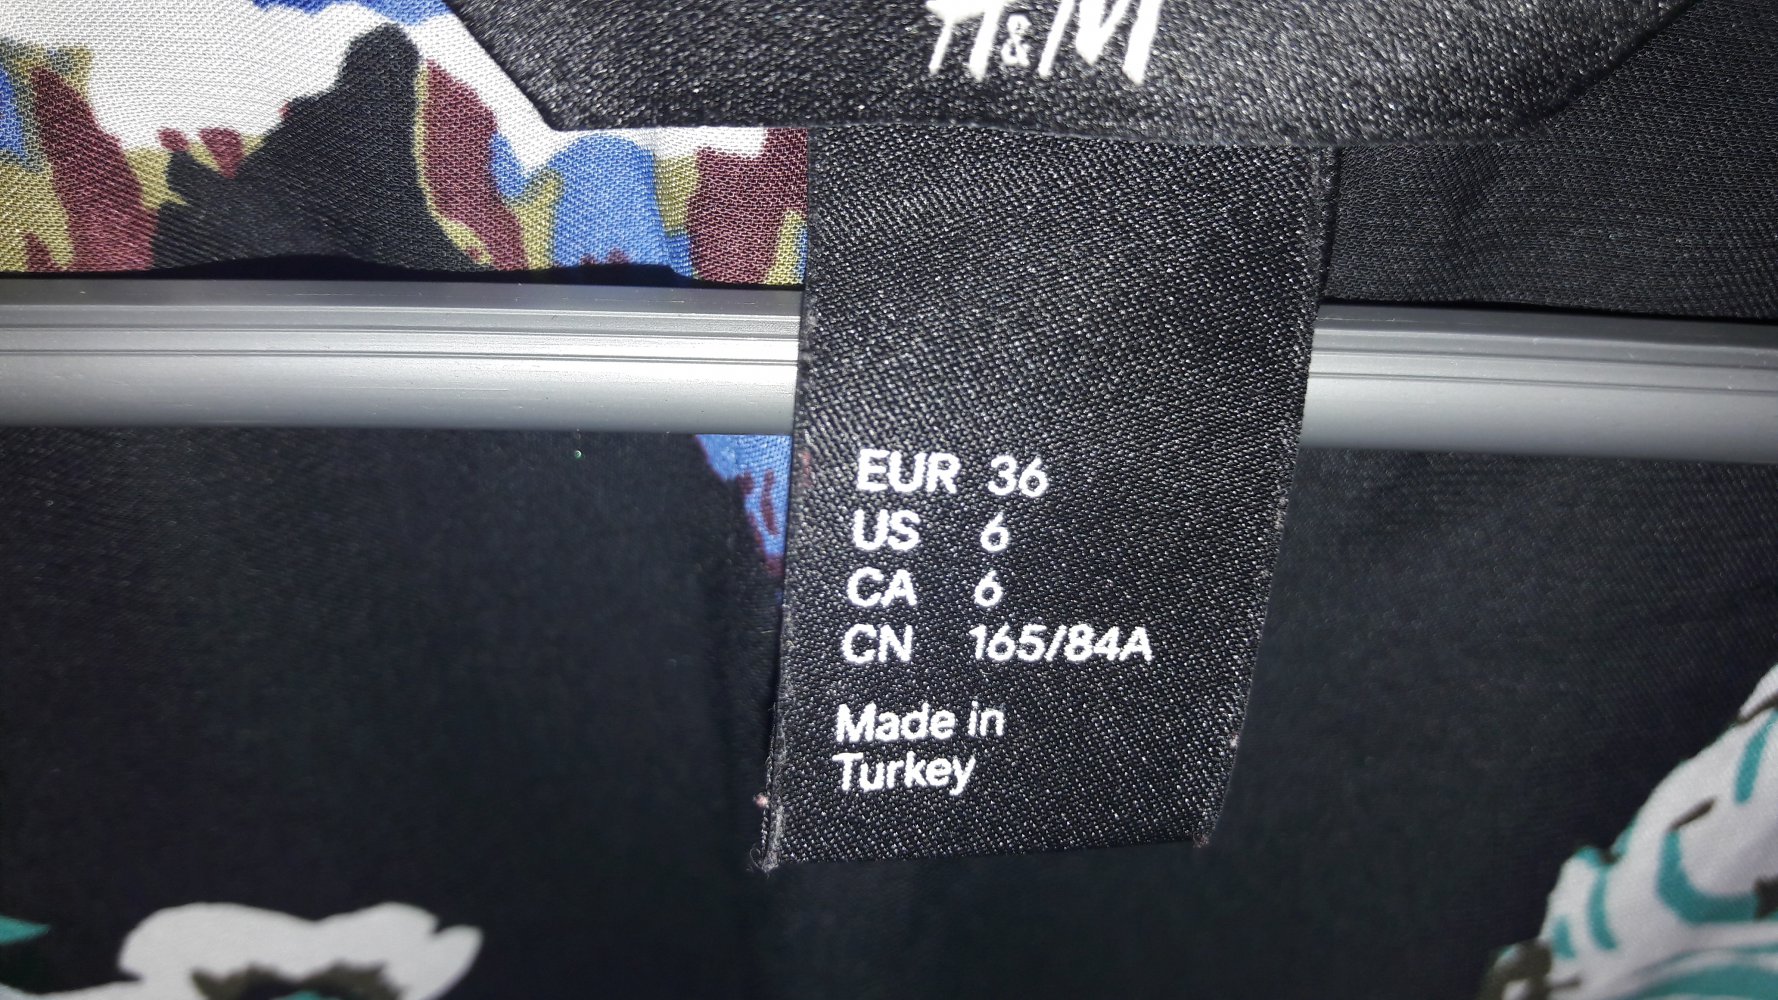 H&M
EUR 36
US 6
CA 6
CN 165/84A
Made in
Turkey